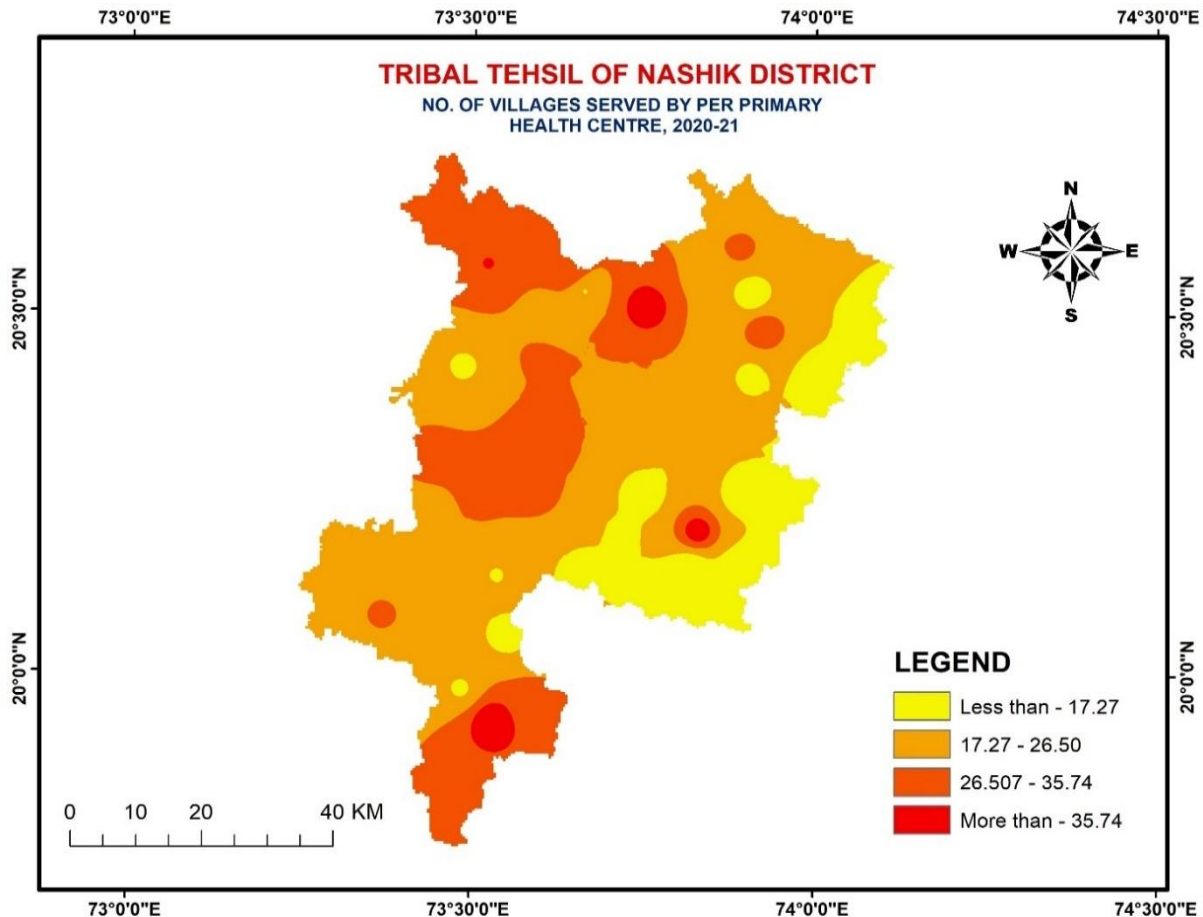 73°0'0"E 73°30'0"E 74°0'0"E 74°30'0"E
TRIBAL TEHSIL OF NASHIK DISTRICT
NO. OF VILLAGES SERVED BY PER PRIMARY
HEALTH CENTRE, 2020-21
N
W E
S
20°30'0"N 20°30'0"N
20°0'0"N 20°0'0"N
LEGEND
Less than - 17.27
17.27 - 26.50
26.507 - 35.74
More than - 35.74
0 10 20 40 KM
73°0'0"E 73°30'0"E 74°0'0"E 74°30'0"E